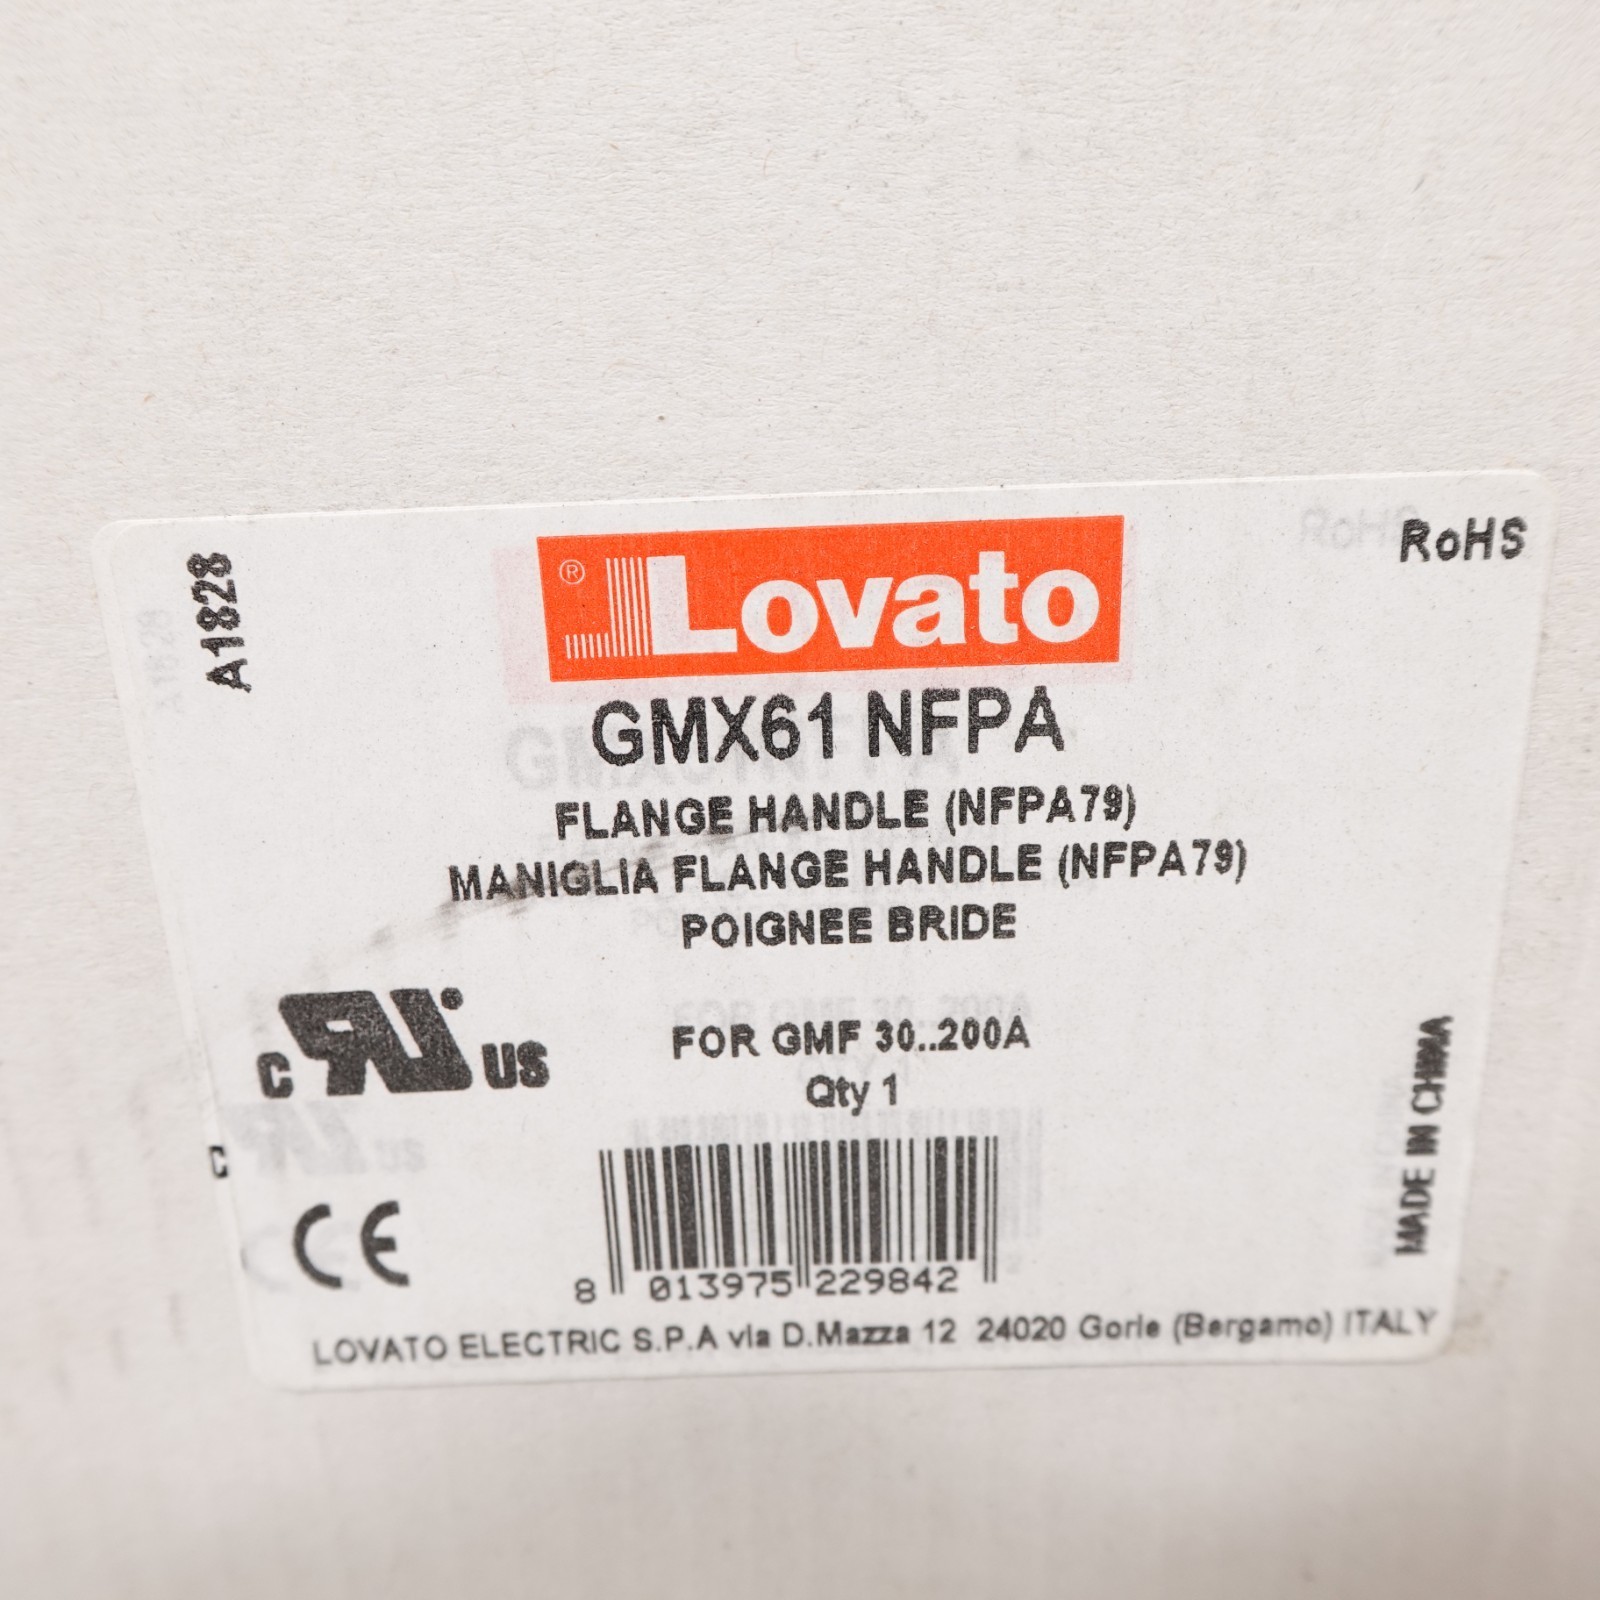 A1828
® Lovato
RoHS
GMX61 NFPA
FLANGE HANDLE (NFPA79)
MANIGLIA FLANGE HANDLE (NFPA79)
POIGNEE BRIDE
c RU US
FOR GMF 30..200A
Qty 1
MADE IN CHINA
C
CE
8 013975 229842
LOVATO ELECTRIC S.P.A via D.Mazza 12 24020 Gorle (Bergamo) ITALY